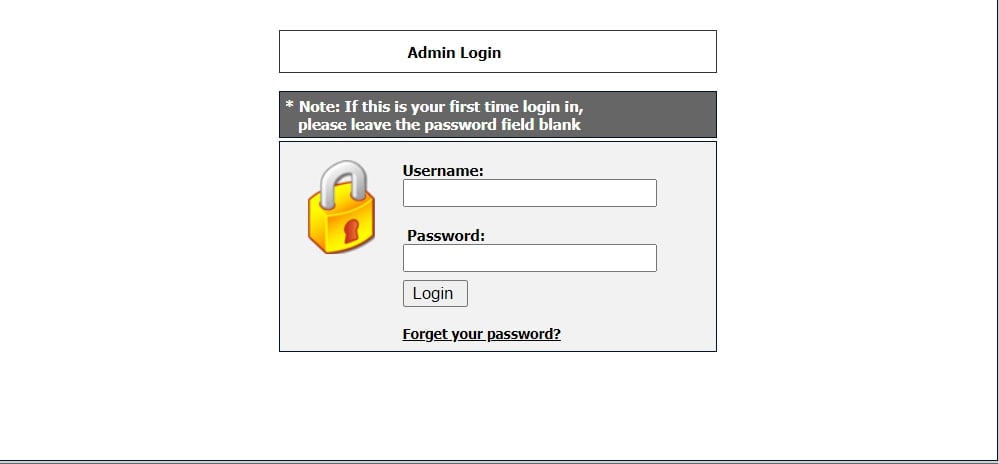 Admin Login
* Note: If this is your first time login in,
please leave the password field blank
Username:
Password:
Login
Forget your password?